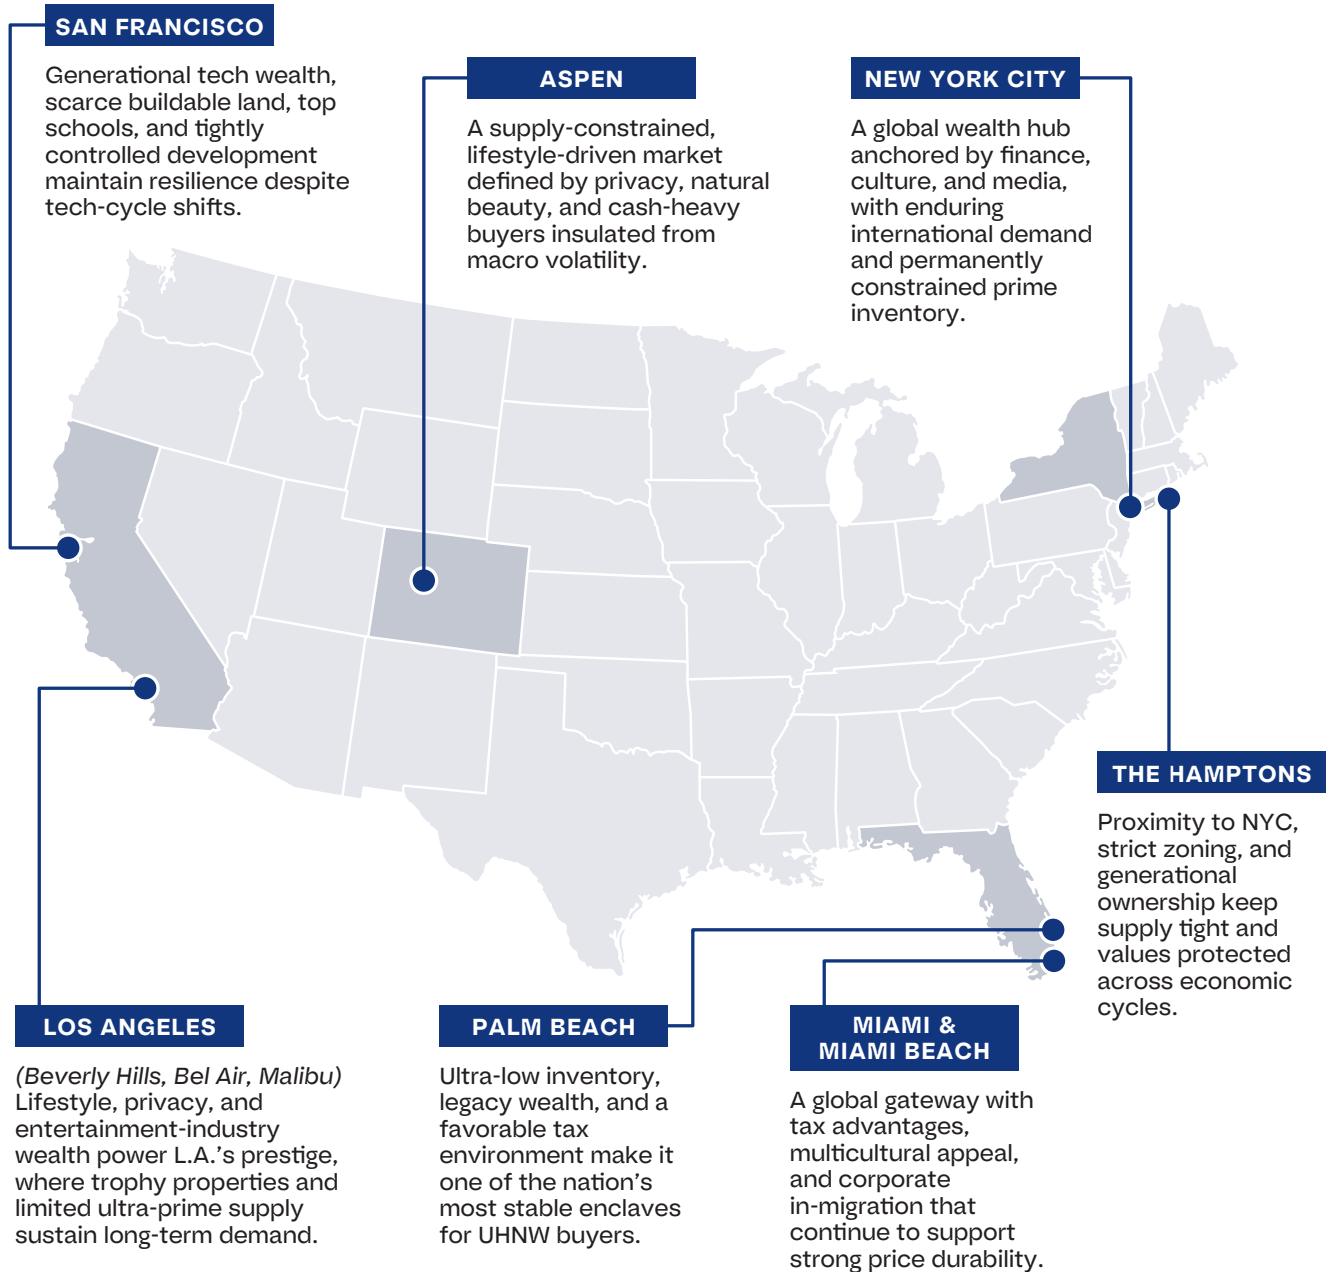 SAN FRANCISCO
Generational tech wealth,
scarce buildable land, top
schools, and tightly
controlled development
maintain resilience despite
tech-cycle shifts.
ASPEN
A supply-constrained,
lifestyle-driven market
defined by privacy, natural
beauty, and cash-heavy
buyers insulated from
macro volatility.
NEW YORK CITY
A global wealth hub
anchored by finance,
culture, and media,
with enduring
international demand
and permanently
constrained prime
inventory.
THE HAMPTONS
Proximity to NYC,
strict zoning, and
generational
ownership keep
supply tight and
values protected
across economic
cycles.
LOS ANGELES
(Beverly Hills, Bel Air, Malibu)
Lifestyle, privacy, and
entertainment-industry
wealth power L.A.’s prestige,
where trophy properties and
limited ultra-prime supply
sustain long-term demand.
PALM BEACH
Ultra-low inventory,
legacy wealth, and a
favorable tax
environment make it
one of the nation’s
most stable enclaves
for UHNW buyers.
MIAMI &
MIAMI BEACH
A global gateway with
tax advantages,
multicultural appeal,
and corporate
in-migration that
continue to support
strong price durability.